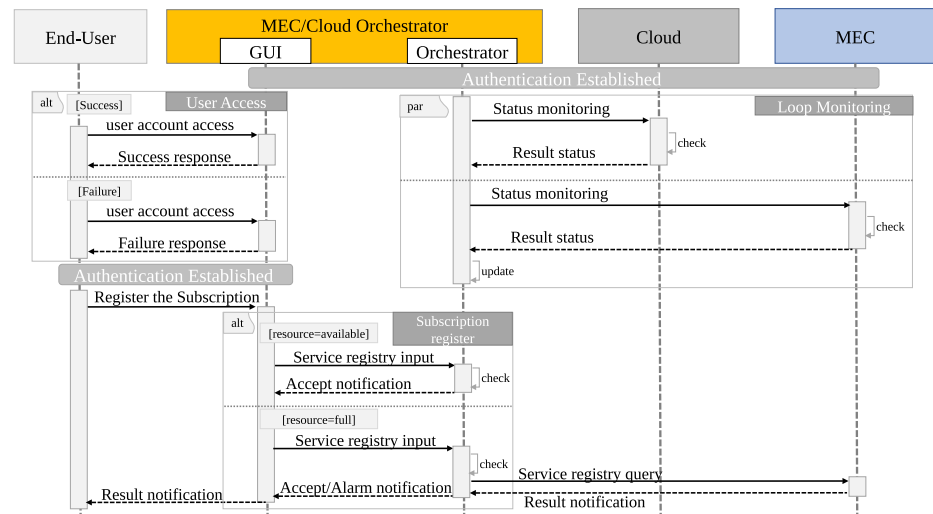 End-User
MEC/Cloud Orchestrator
GUI
Orchestrator
Cloud
MEC
Authentication Established
alt
[Success]
User Access
user account access
Success response
[Failure]
user account access
Failure response
par
Loop Monitoring
Status monitoring
check
Result status
Status monitoring
check
Result status
update
Authentication Established
Register the Subscription
alt
[resource=available]
Subscription
register
Service registry input
check
Accept notification
[resource=full]
Service registry input
check
Service registry query
Accept/Alarm notification
Result notification
Result notification